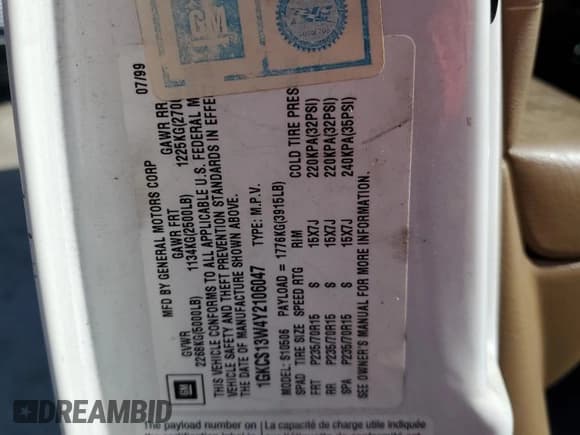 MFD BY GENERAL MOTORS CORP 07/99
GVWR GAWR FRT GAWR RR
2268KG(5000LB) 1134KG(2500LB) 1225KG(270
THIS VEHICLE CONFORMS TO ALL APPLICABLE U.S. FEDERAL M
VEHICLE SAFETY AND THEFT PREVENTION STANDARDS IN EFFE
THE DATE OF MANUFACTURE SHOWN ABOVE.
1GKCS13W4Y2106047 TYPE: M.P.V.
MODEL: S10506 PAYLOAD = 1776KG(3915LB)
SPAD TIRE SIZE SPEED RTG RIM COLD TIRE PRES
FRT P235/70R15 S 15X7J 220KPA(32PSI)
RR P235/70R15 S 15X7J 220KPA(32PSI)
SPA P235/70R15 S 15X7J 240KPA(35PSI)
SEE OWNER'S MANUAL FOR MORE INFORMATION.
GM
GM
The payload number on
La capacité de charge utile indiquée
DREAMBID